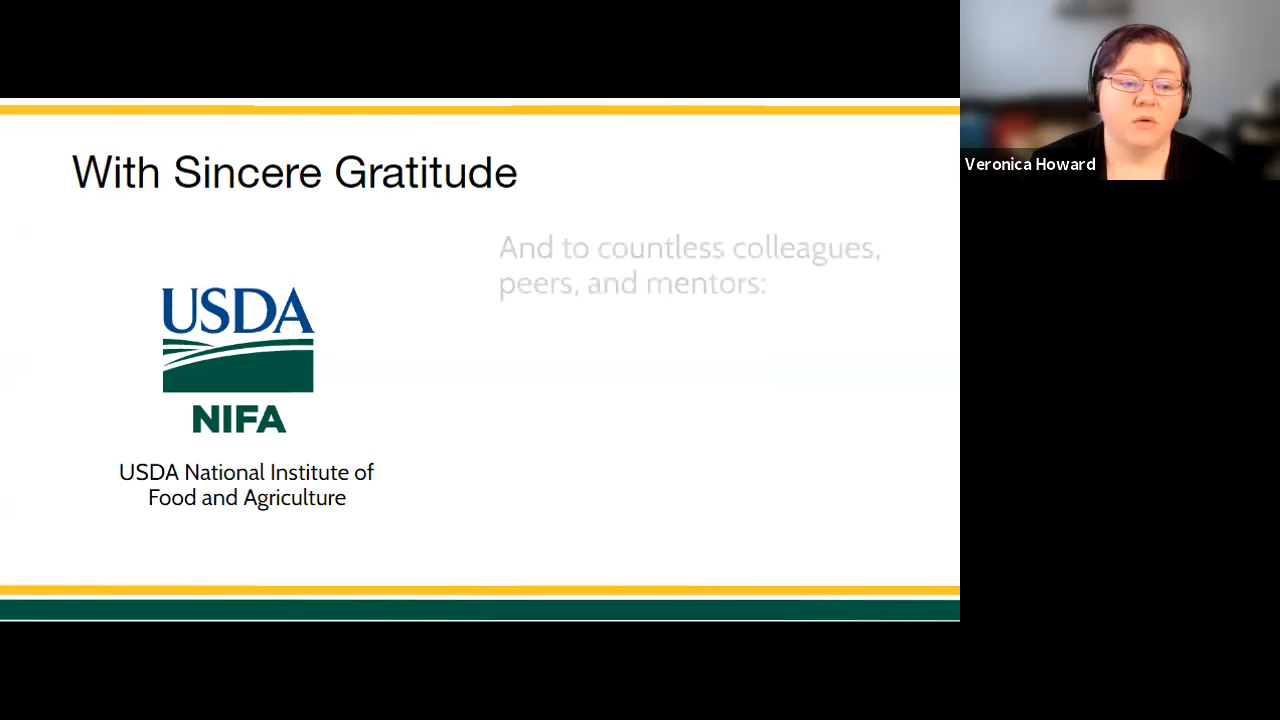 With Sincere Gratitude
And to countless colleagues,
peers, and mentors:
USDA
NIFA
USDA National Institute of
Food and Agriculture
Veronica Howard